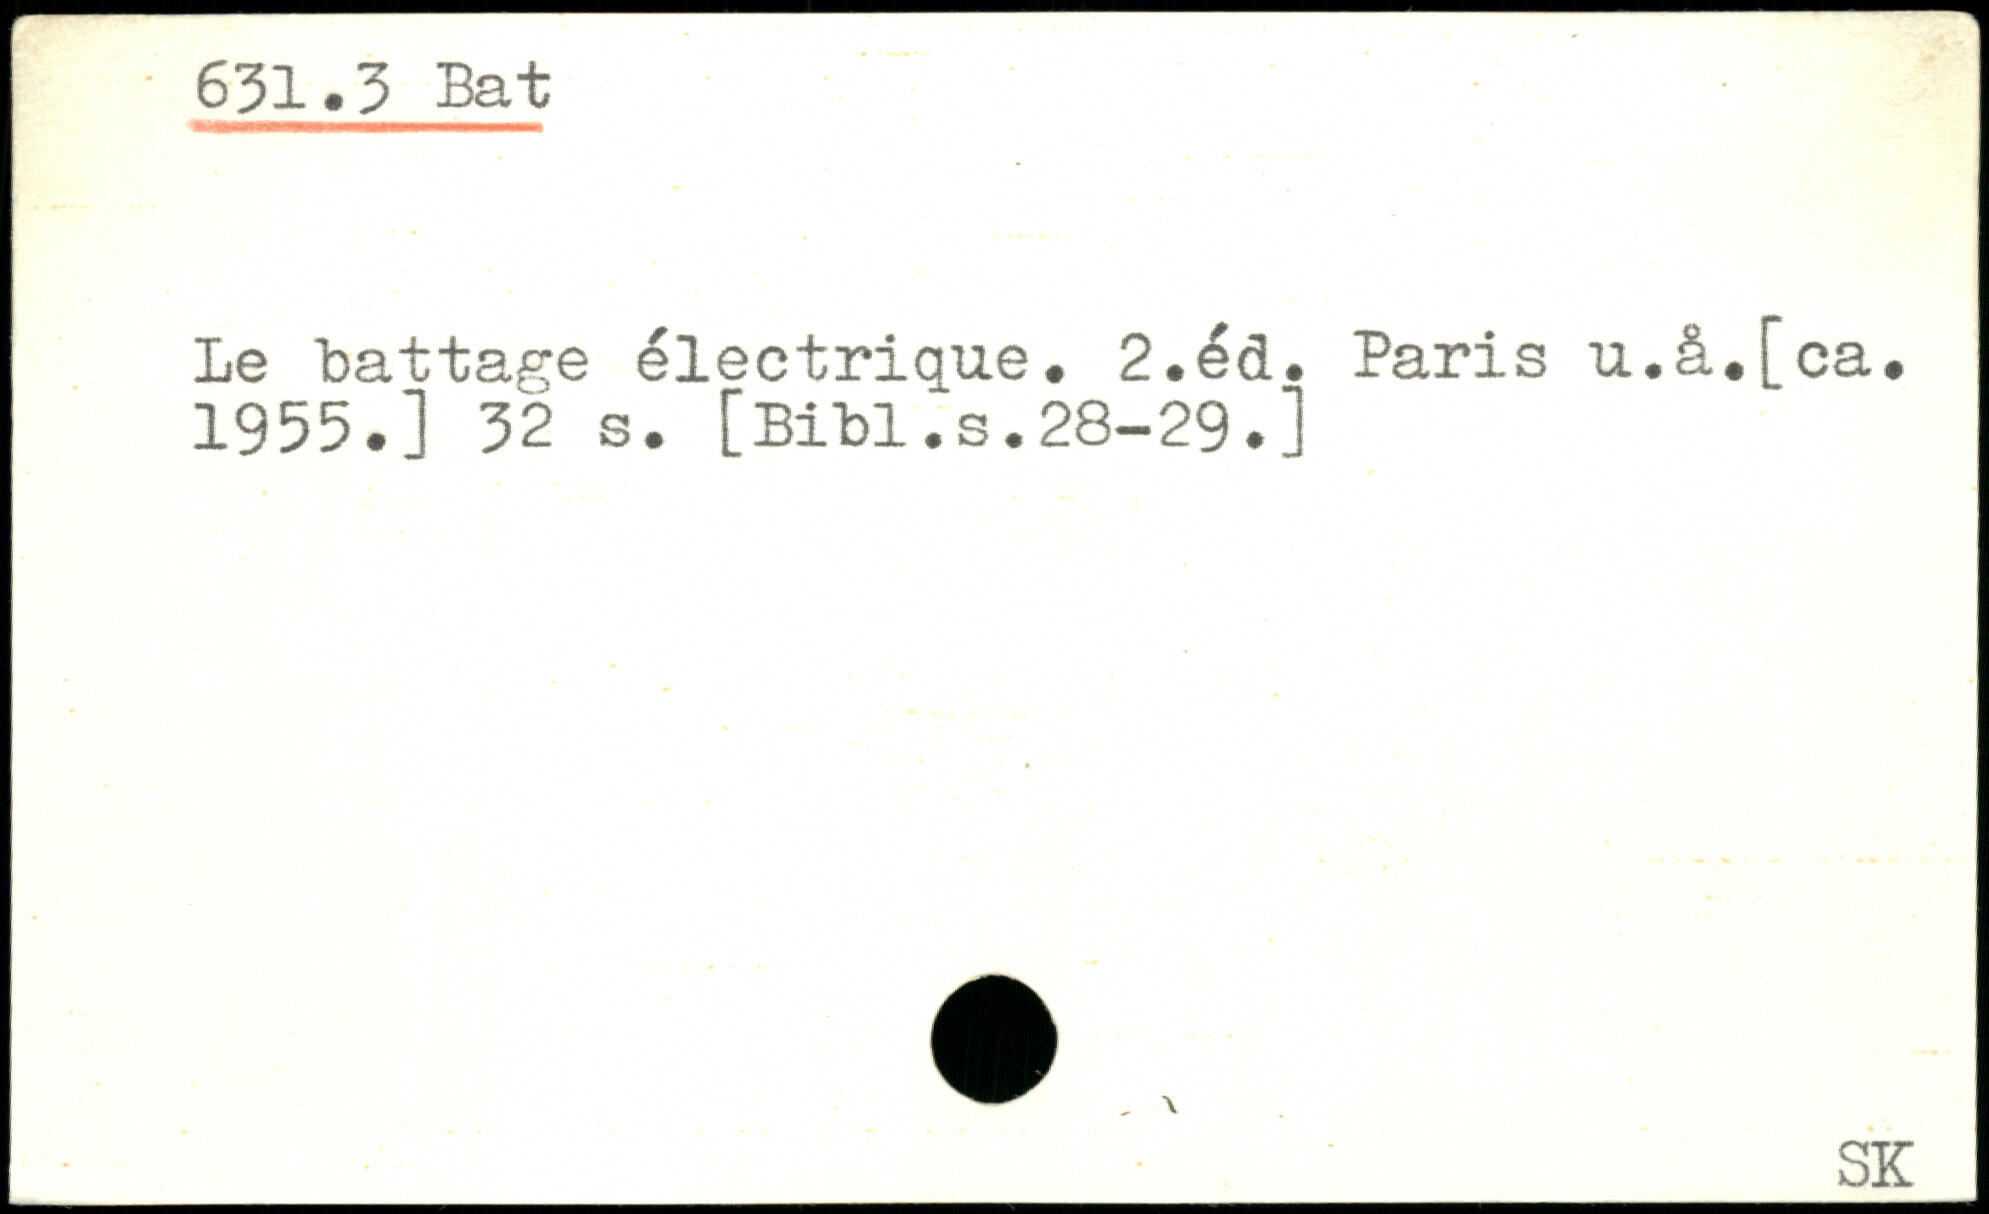 631.3 Bat
Le battage électrique. 2.éd. Paris u.å.[ca.
1955.] 32 s. [Bibl.s.28-29.]
SK